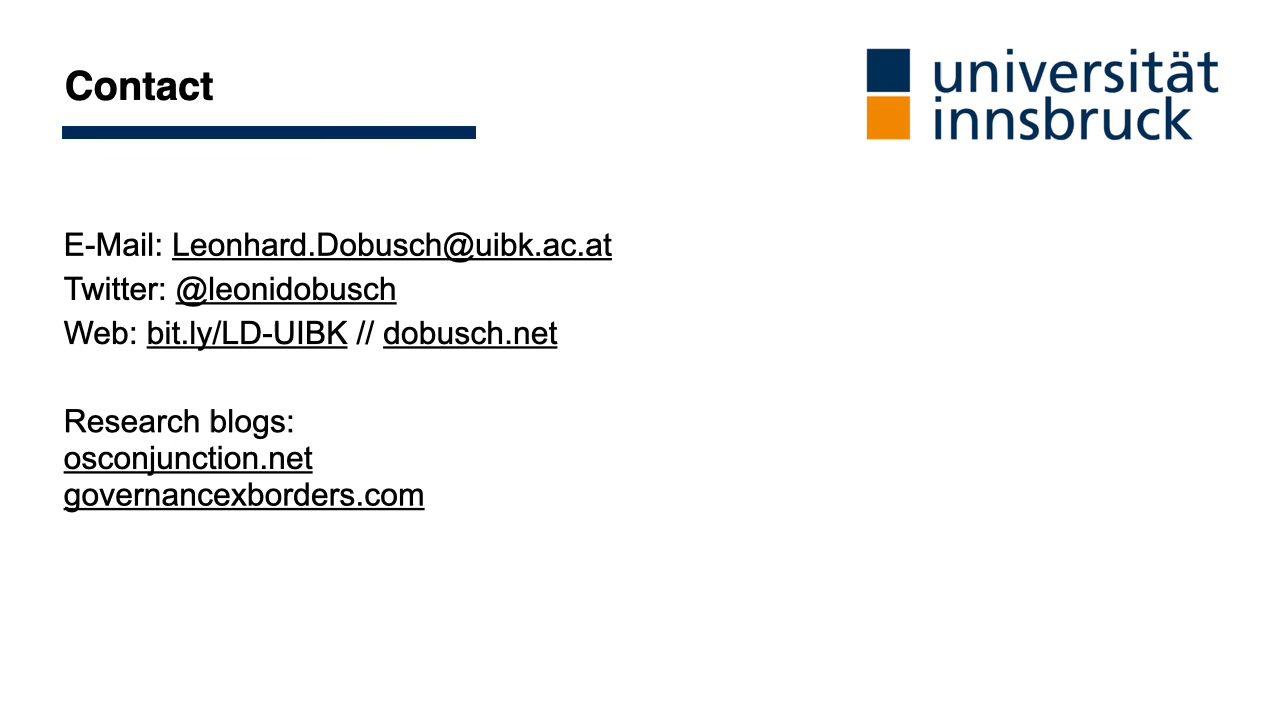 Contact
universität
innsbruck
E-Mail: Leonhard.Dobusch@uibk.ac.at
Twitter: @leonidobusch
Web: bit.ly/LD-UIBK // dobusch.net
Research blogs:
osconjunction.net
governancexborders.com